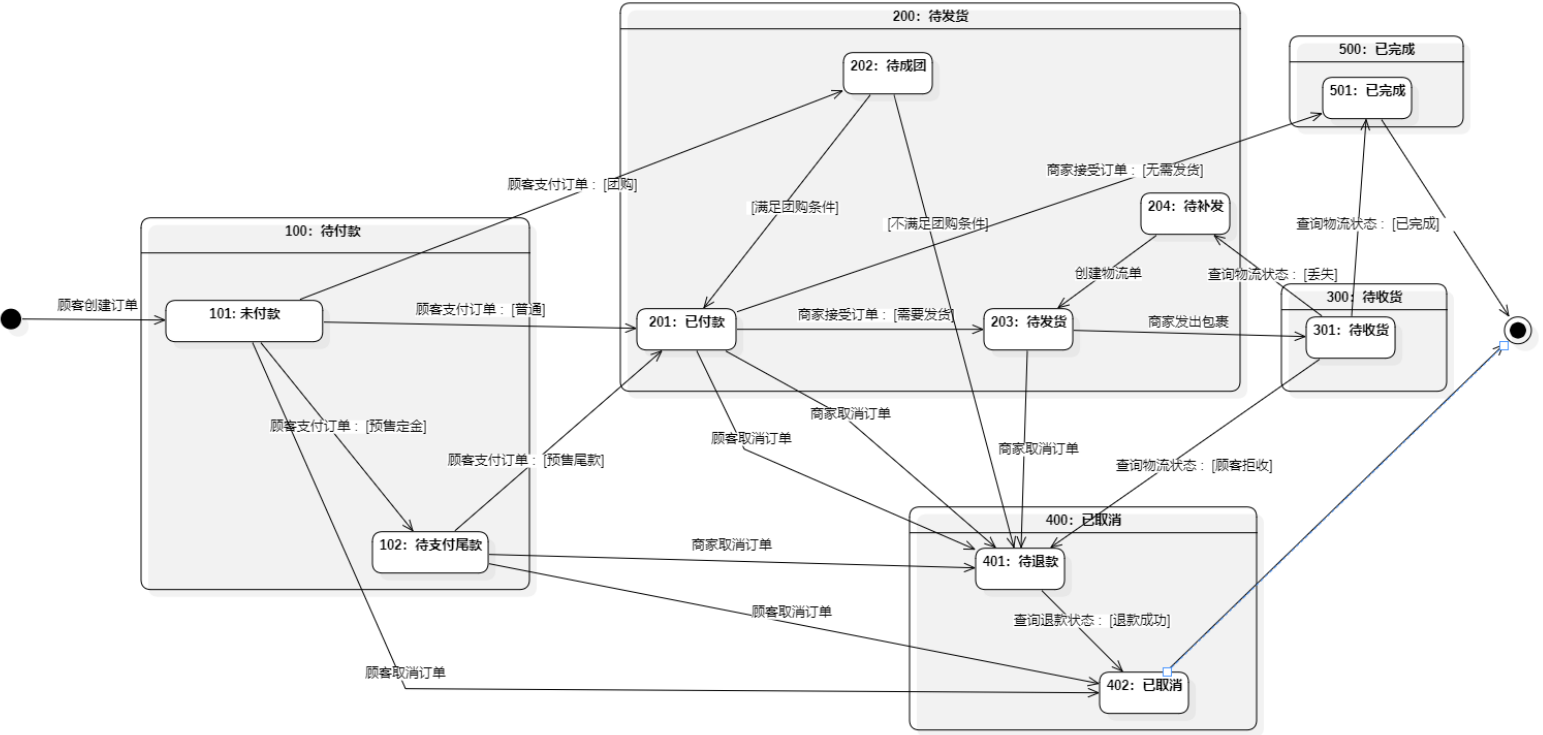 200：待发货
500：已完成
202：待成团
501：已完成
商家接受订单： [无需发货]
顾客支付订单： [团购]
[满足团购条件]
204：待补发
[不满足团购条件]
查询物流状态： [已完成]
100：待付款
创建物流单
查询物流状态： [丢失]
300：待收货
顾客创建订单
101: 未付款
顾客支付订单： [普通]
201：已付款
商家接受订单： [需要发货]
203：待发货
商家发出包裹
301：待收货
商家取消订单
顾客支付订单： [预售定金]
顾客取消订单
商家取消订单
顾客支付订单： [预售尾款]
查询物流状态： [顾客拒收]
400：已取消
102：待支付尾款
商家取消订单
401：待退款
顾客取消订单
查询退款状态： [退款成功]
顾客取消订单
402：已取消